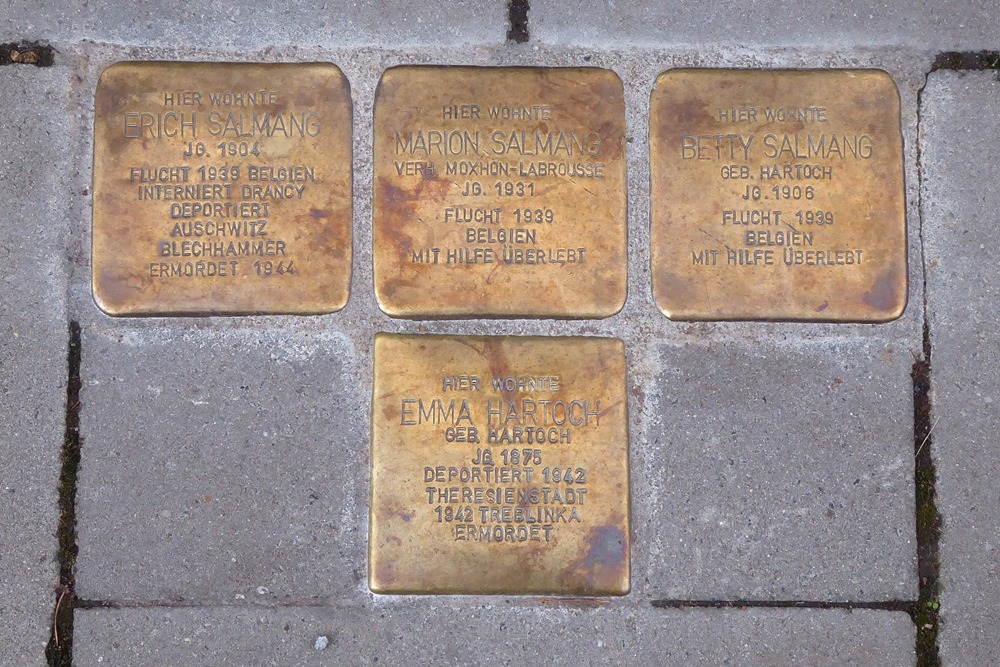 HIER WOHNTE
ERICH SALMANG
JG. 1904
FLUCHT 1939 BELGIEN
INTERNIERT DRANCY
DEPORTIERT
AUSCHWITZ
BLECHHAMMER
ERMORDET 1944
HIER WOHNTE
MARION SALMANG
VERH. MOXHON-LABROUSSE
JG. 1931
FLUCHT 1939
BELGIEN
MIT HILFE ÜBERLEBT
HIER WOHNTE
BETTY SALMANG
GEB. HARTOCH
JG. 1906
FLUCHT 1939
BELGIEN
MIT HILFE ÜBERLEBT
HIER WOHNTE
EMMA HARTOCH
GEB. HARTOCH
JG. 1875
DEPORTIERT 1942
THERESIENSTADT
1942 TREBLINKA
ERMORDET